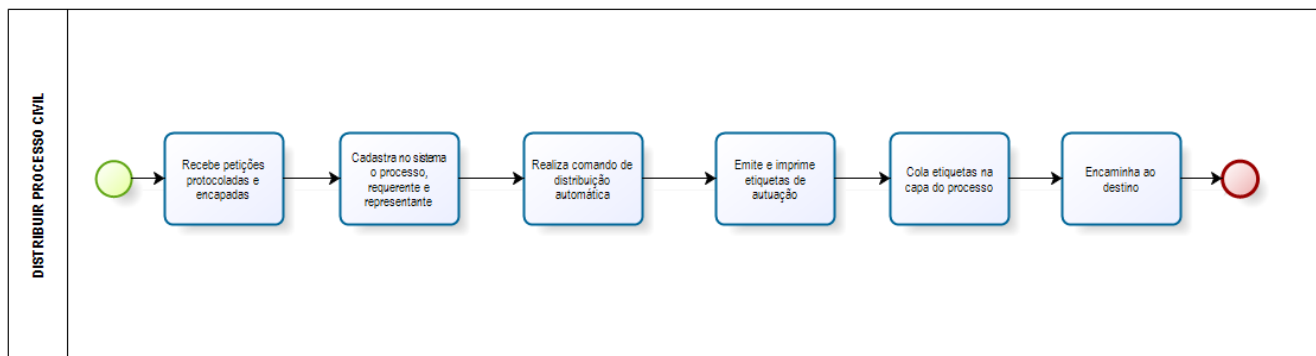 DISTRIBUIR PROCESSO CIVIL
Recebe petições
protocoladas e
encapadas
Cadastra no sistema
o processo,
requerente e
representante
Realiza comando de
distribuição
automática
Emite e imprime
etiquetas de
autuação
Cola etiquetas na
capa do processo
Encaminha ao
destino